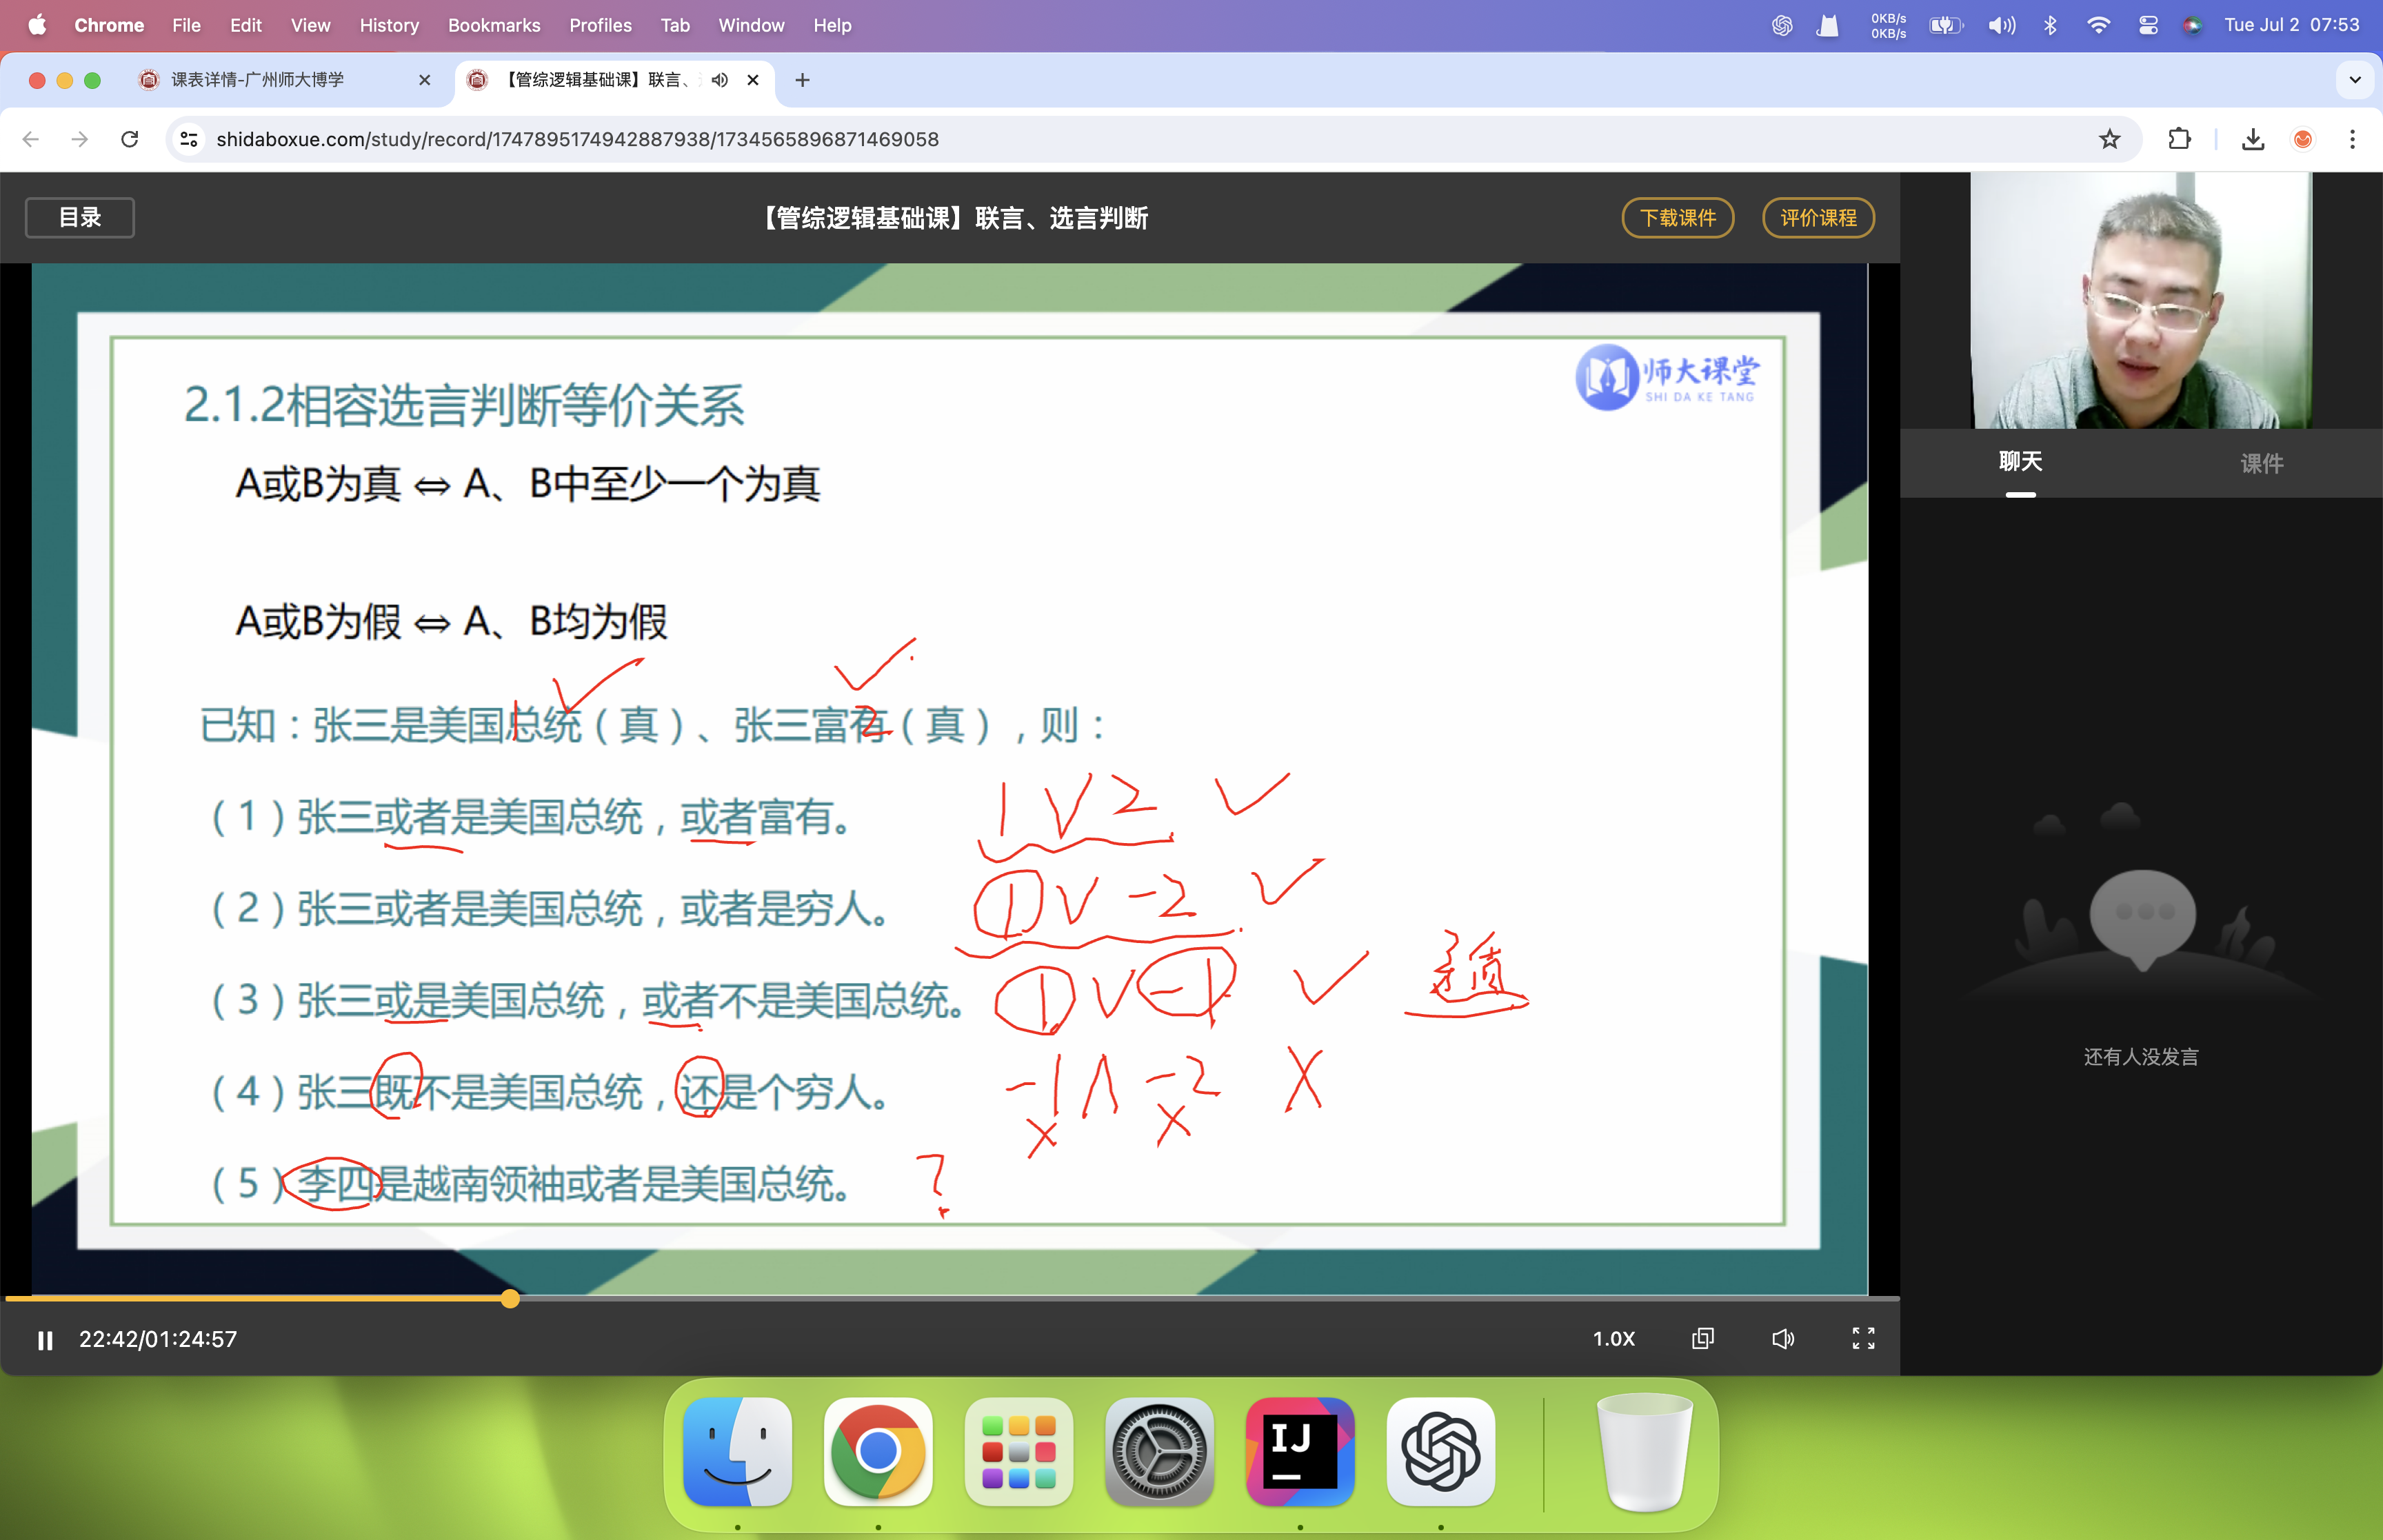 Chrome File Edit View History Bookmarks Profiles Tab Window Help
0KB/s
0KB/s
Tue Jul 2 07:53
课表详情-广州师大博学
【管综逻辑基础课】联言、
shidaboxue.com/study/record/1747895174942887938/1734565896871469058
目录
【管综逻辑基础课】联言、选言判断
下载课件
评价课程
师大课堂
SHI DA KE TANG
2.1.2相容选言判断等价关系
A或B为真 ⇔ A、B中至少一个为真
A或B为假 ⇔ A、B均为假
已知：张三是美国总统（真）、张三富有（真），则：
1 2
（1）张三或者是美国总统，或者富有。
1 ∨ 2 ✓
（2）张三或者是美国总统，或者是穷人。
1 ∨ -2 ✓
（3）张三或是美国总统，或者不是美国总统。
1 ∨ -1 ✓
（4）张三既不是美国总统，还是个穷人。
-1 ∧ -2 X
X X
（5）李四是越南领袖或者是美国总统。
?
聊天
课件
还有人没发言
22:42/01:24:57
1.0X
IJ